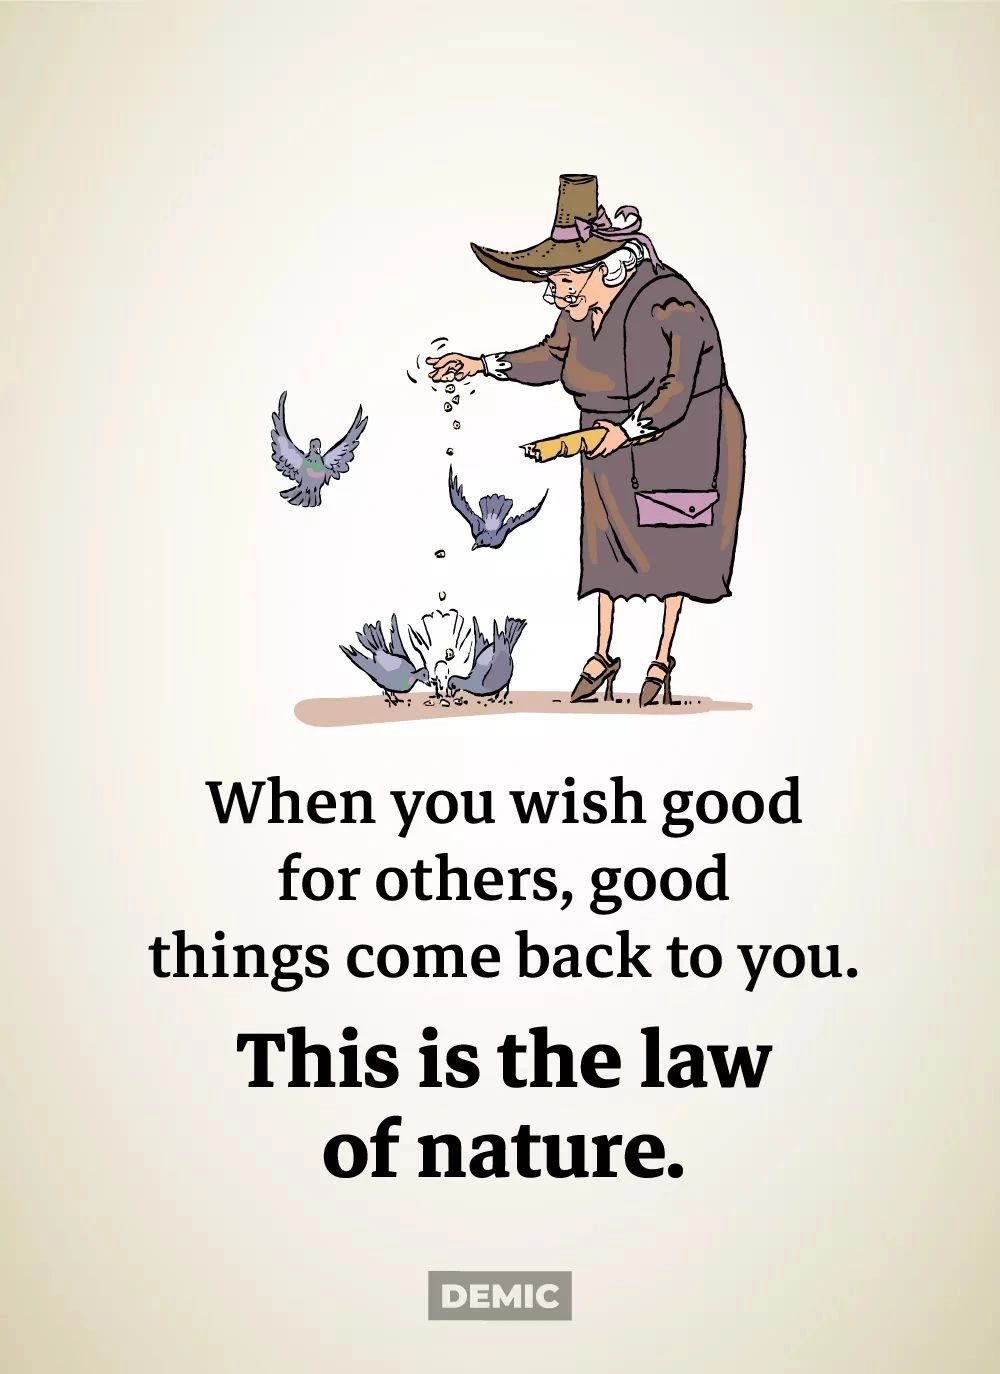 When you wish good
for others, good
things come back to you.
This is the law
of nature.
DEMIC